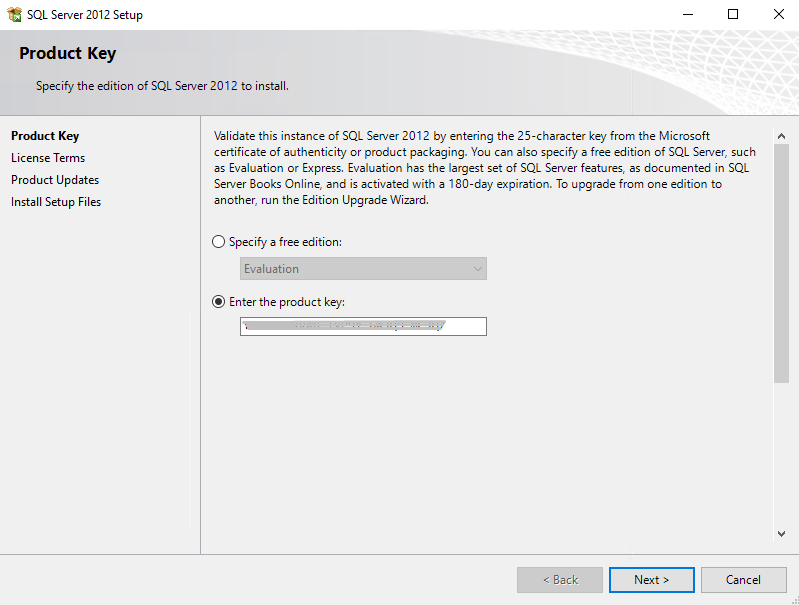 SQL Server 2012 Setup
Product Key
Specify the edition of SQL Server 2012 to install.
Product Key
License Terms
Product Updates
Install Setup Files
Validate this instance of SQL Server 2012 by entering the 25-character key from the Microsoft
certificate of authenticity or product packaging. You can also specify a free edition of SQL Server, such
as Evaluation or Express. Evaluation has the largest set of SQL Server features, as documented in SQL
Server Books Online, and is activated with a 180-day expiration. To upgrade from one edition to
another, run the Edition Upgrade Wizard.
Specify a free edition:
Evaluation
Enter the product key:
< Back
Next >
Cancel